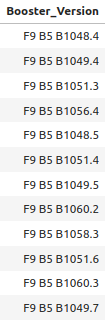 Booster_Version
F9 B5 B1048.4
F9 B5 B1049.4
F9 B5 B1051.3
F9 B5 B1056.4
F9 B5 B1048.5
F9 B5 B1051.4
F9 B5 B1049.5
F9 B5 B1060.2
F9 B5 B1058.3
F9 B5 B1051.6
F9 B5 B1060.3
F9 B5 B1049.7